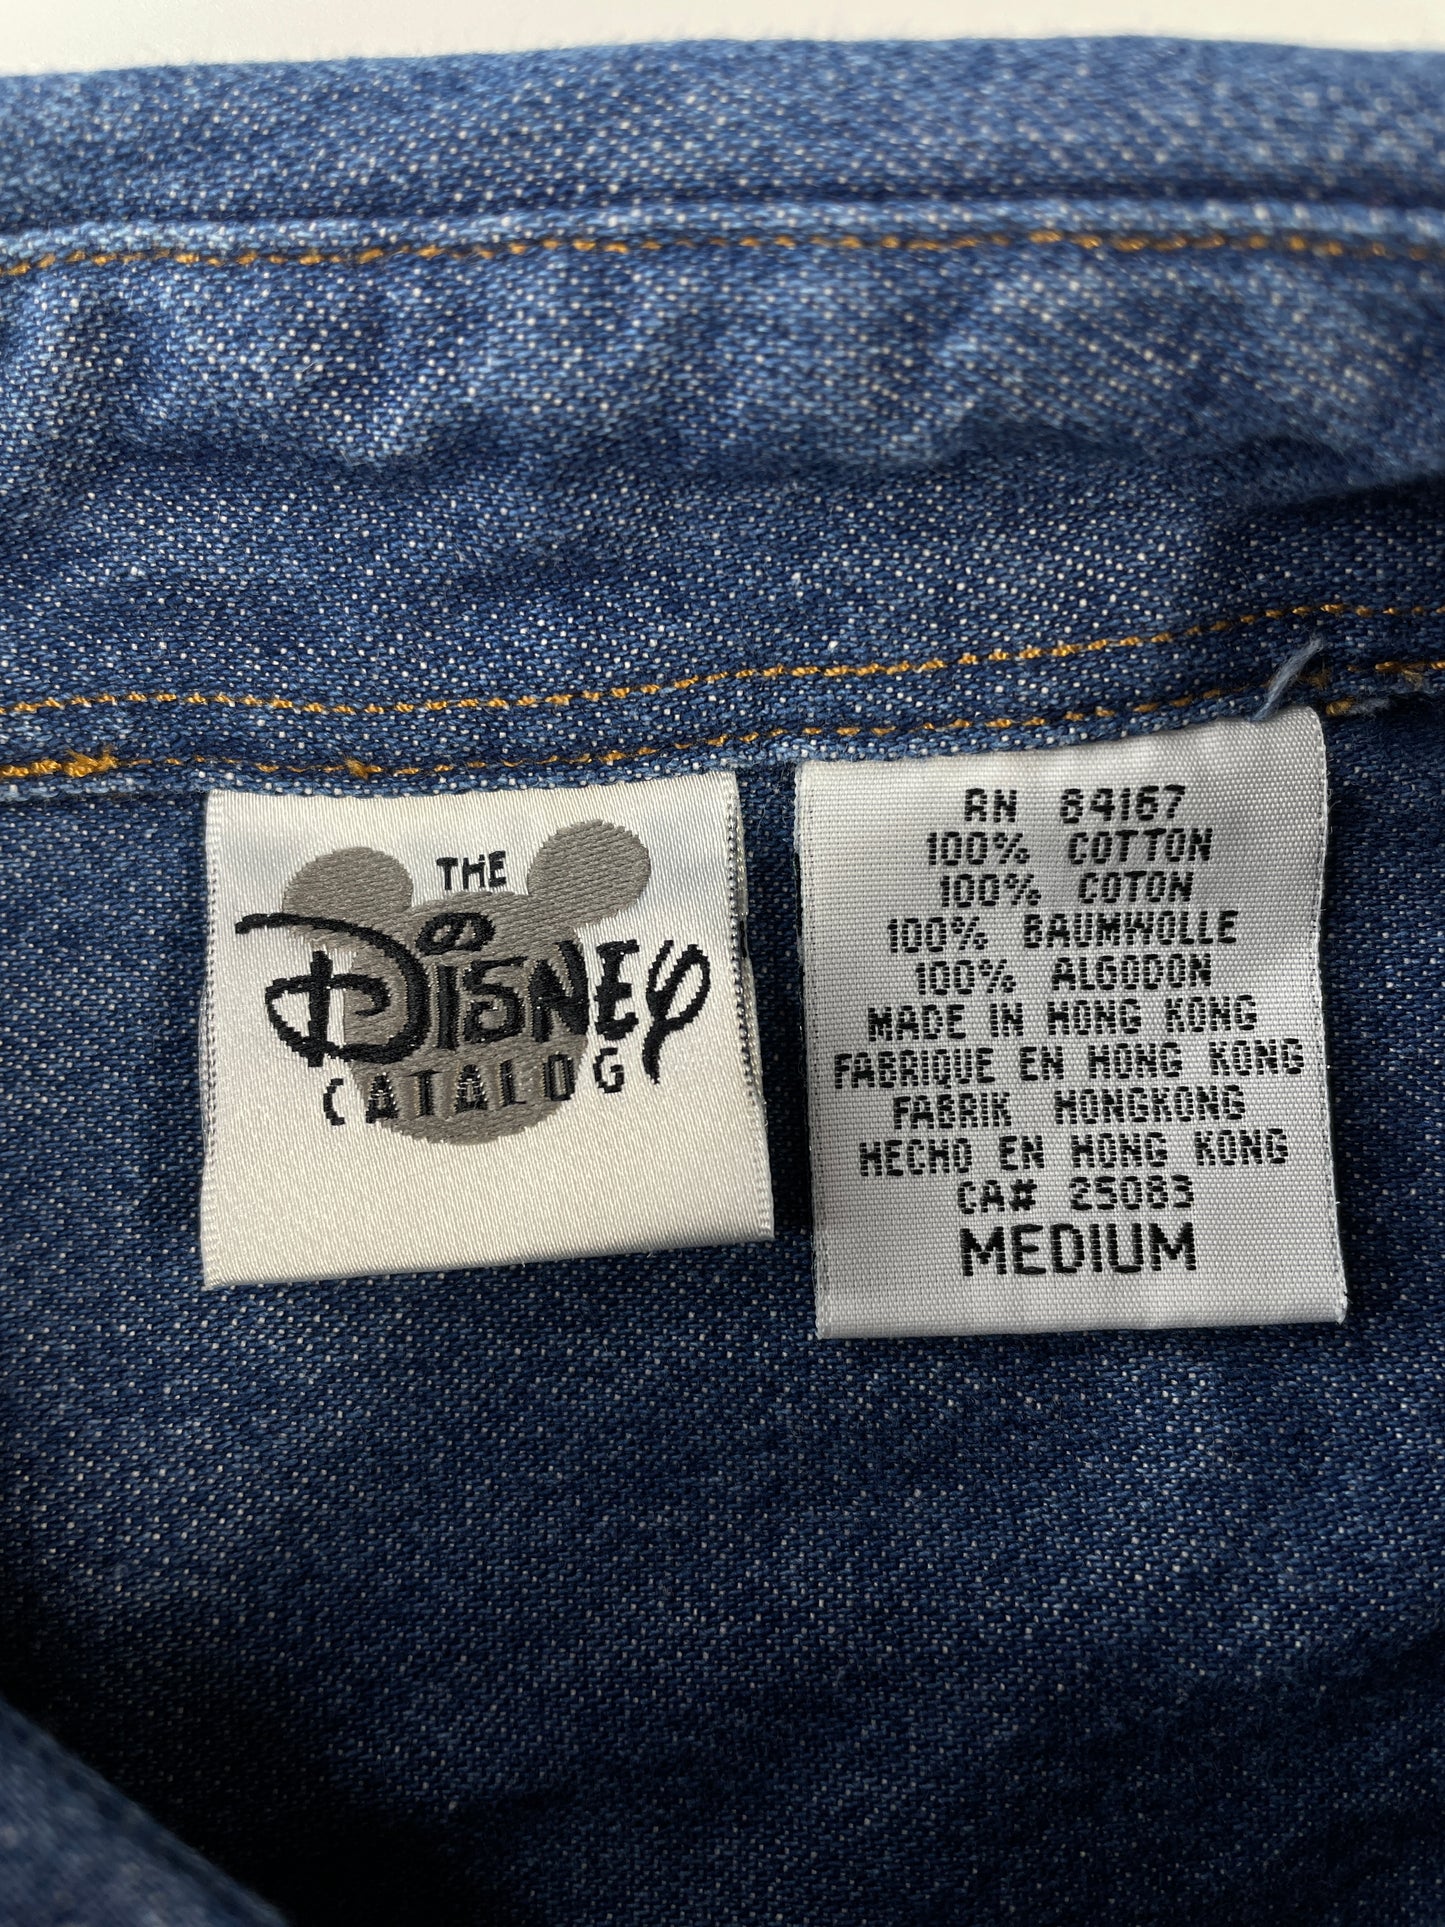 THE
DISNEY
CATALOG
RN 84167
100% COTTON
100% COTON
100% BAUMWOLLE
100% ALGODON
MADE IN HONG KONG
FABRIQUE EN HONG KONG
FABRIK HONGKONG
HECHO EN HONG KONG
CA# 25083
MEDIUM